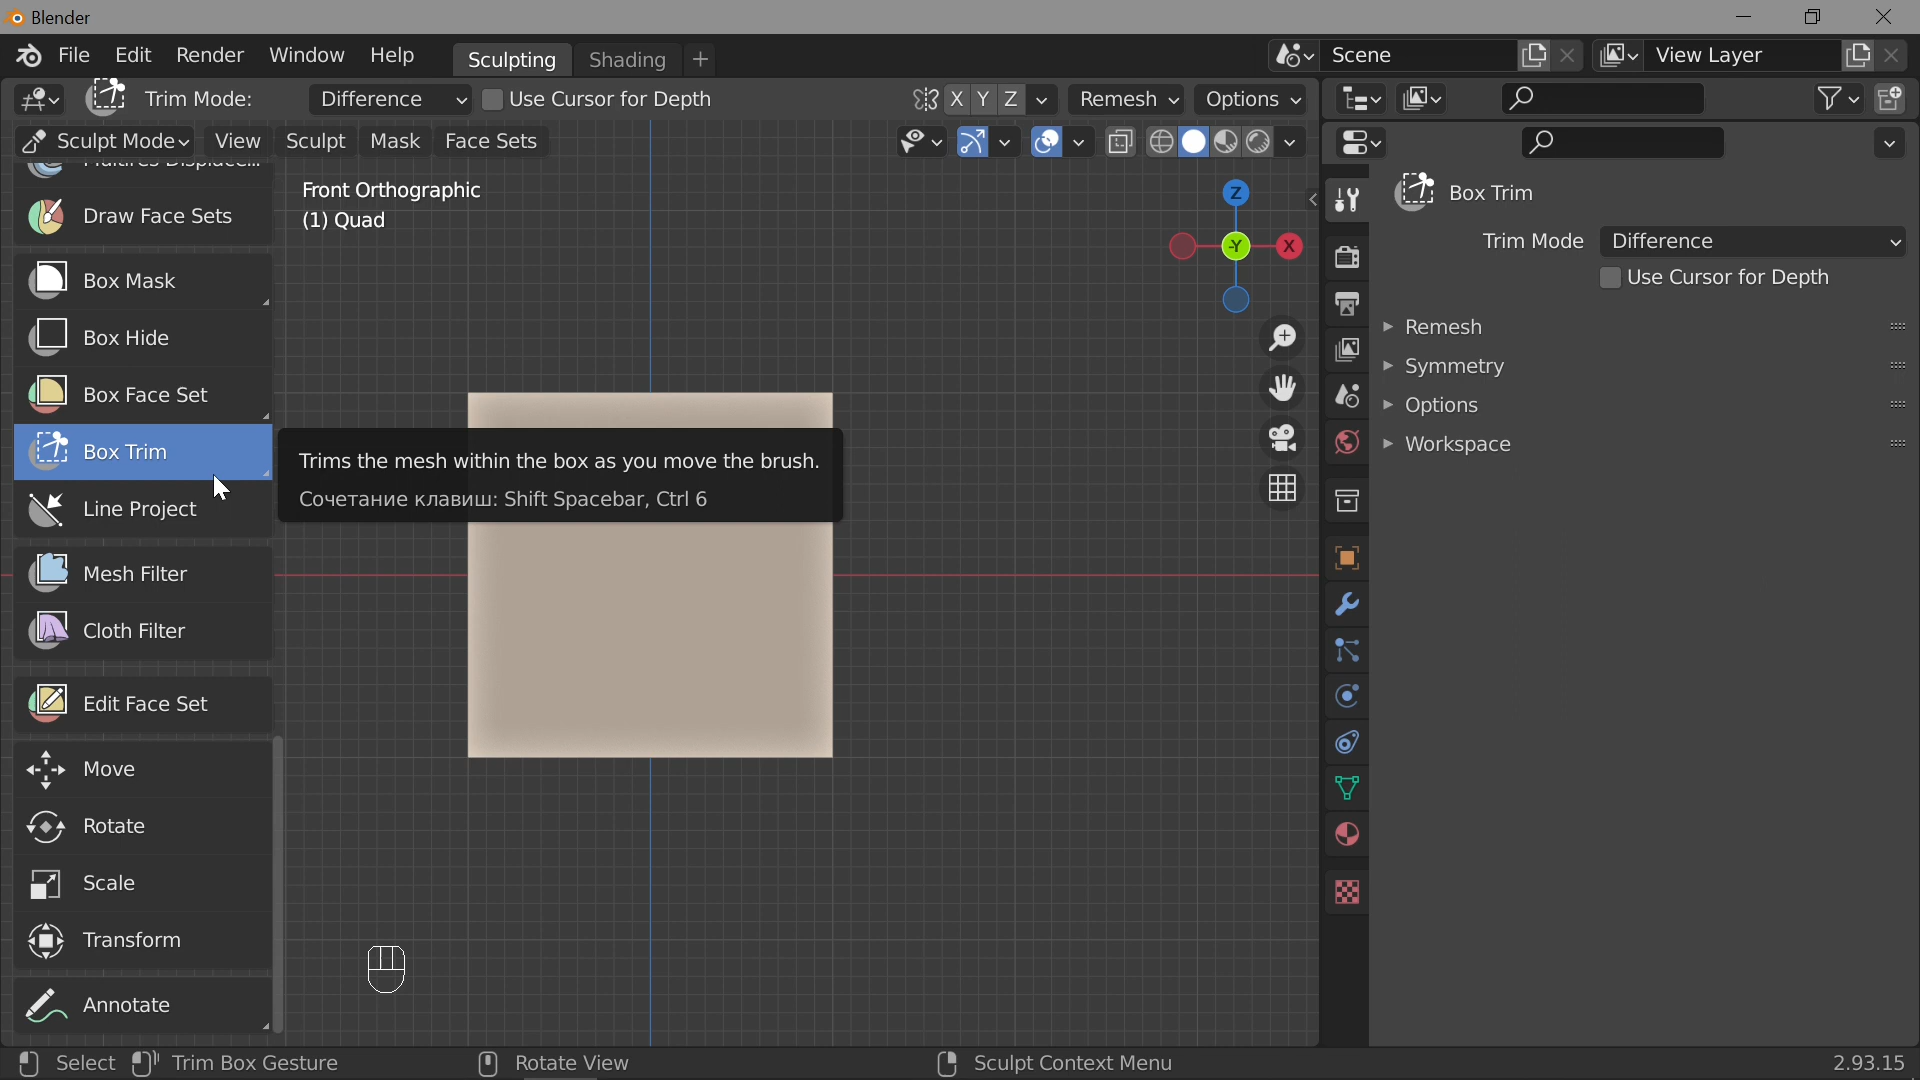 Blender
File Edit Render Window Help Sculpting Shading + Scene View Layer
Trim Mode: Difference Use Cursor for Depth X Y Z Remesh Options
Sculpt Mode View Sculpt Mask Face Sets
Multires Displac...
Draw Face Sets
Box Mask
Box Hide
Box Face Set
Box Trim
Line Project
Mesh Filter
Cloth Filter
Edit Face Set
Move
Rotate
Scale
Transform
Annotate
Front Orthographic
(1) Quad
Z
-Y
X
Trims the mesh within the box as you move the brush.
Сочетание клавиш: Shift Spacebar, Ctrl 6
Box Trim
Trim Mode Difference
Use Cursor for Depth
Remesh
Symmetry
Options
Workspace
Select Trim Box Gesture Rotate View Sculpt Context Menu 2.93.15